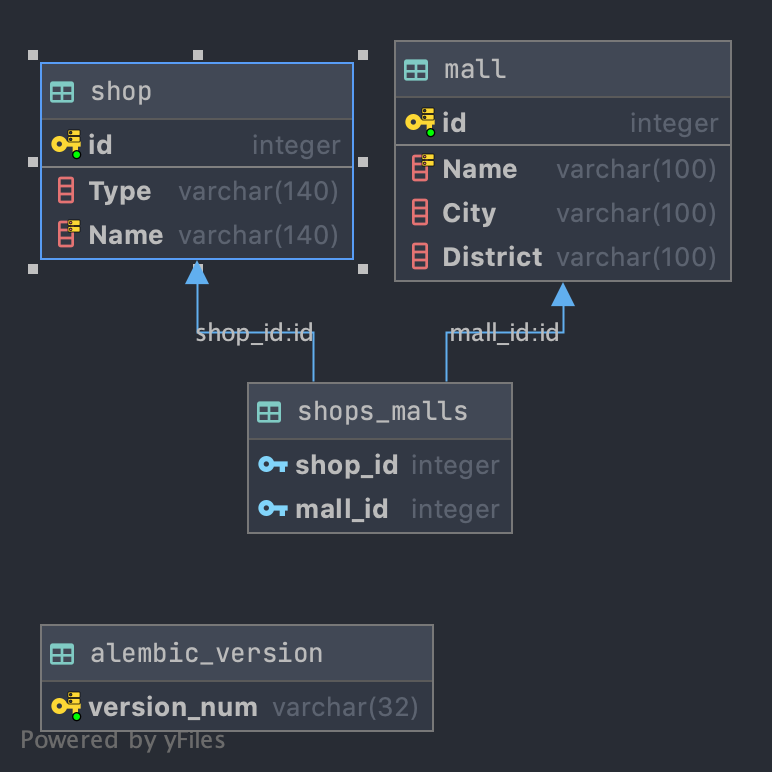 shop
id integer
Type varchar(140)
Name varchar(140)
mall
id integer
Name varchar(100)
City varchar(100)
District varchar(100)
shop_id:id
mall_id:id
shops_malls
shop_id integer
mall_id integer
alembic_version
version_num varchar(32)
Powered by yFiles